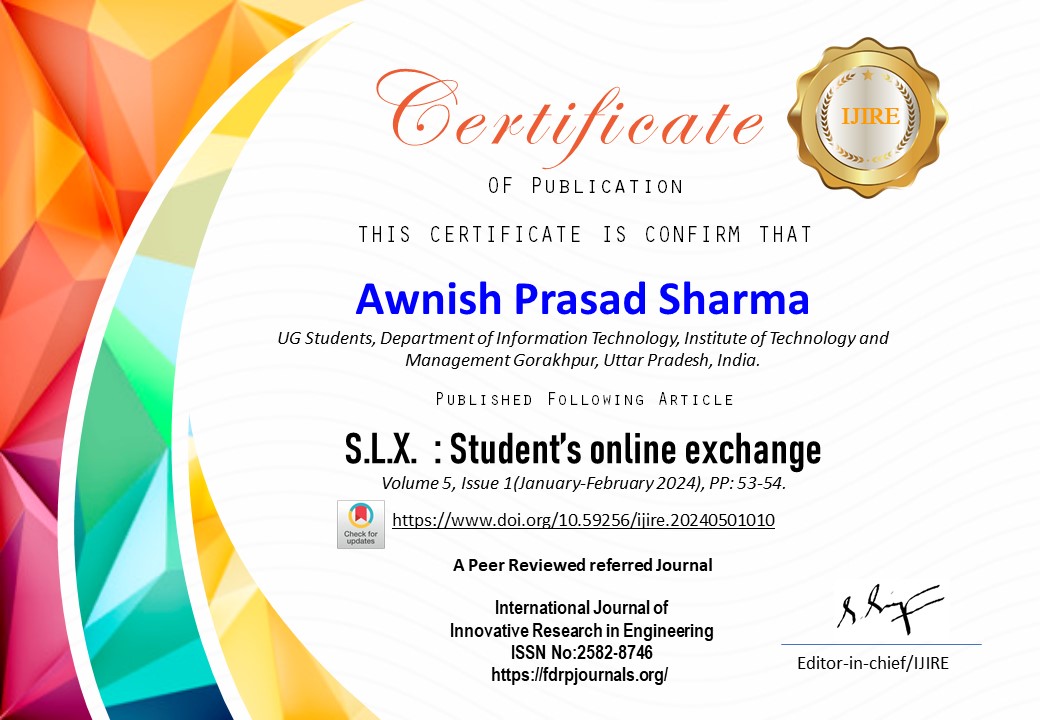 Certificate
IJIRE
OF PUBLICATION
THIS CERTIFICATE IS CONFIRM THAT
Awnish Prasad Sharma
UG Students, Department of Information Technology, Institute of Technology and
Management Gorakhpur, Uttar Pradesh, India.
PUBLISHED FOLLOWING ARTICLE
S.L.X. : Student’s online exchange
Volume 5, Issue 1(January-February 2024), PP: 53-54.
Check for
updates
https://www.doi.org/10.59256/ijire.20240501010
A Peer Reviewed referred Journal
International Journal of
Innovative Research in Engineering
ISSN No:2582-8746
https://fdrpjournals.org/
Editor-in-chief/IJIRE